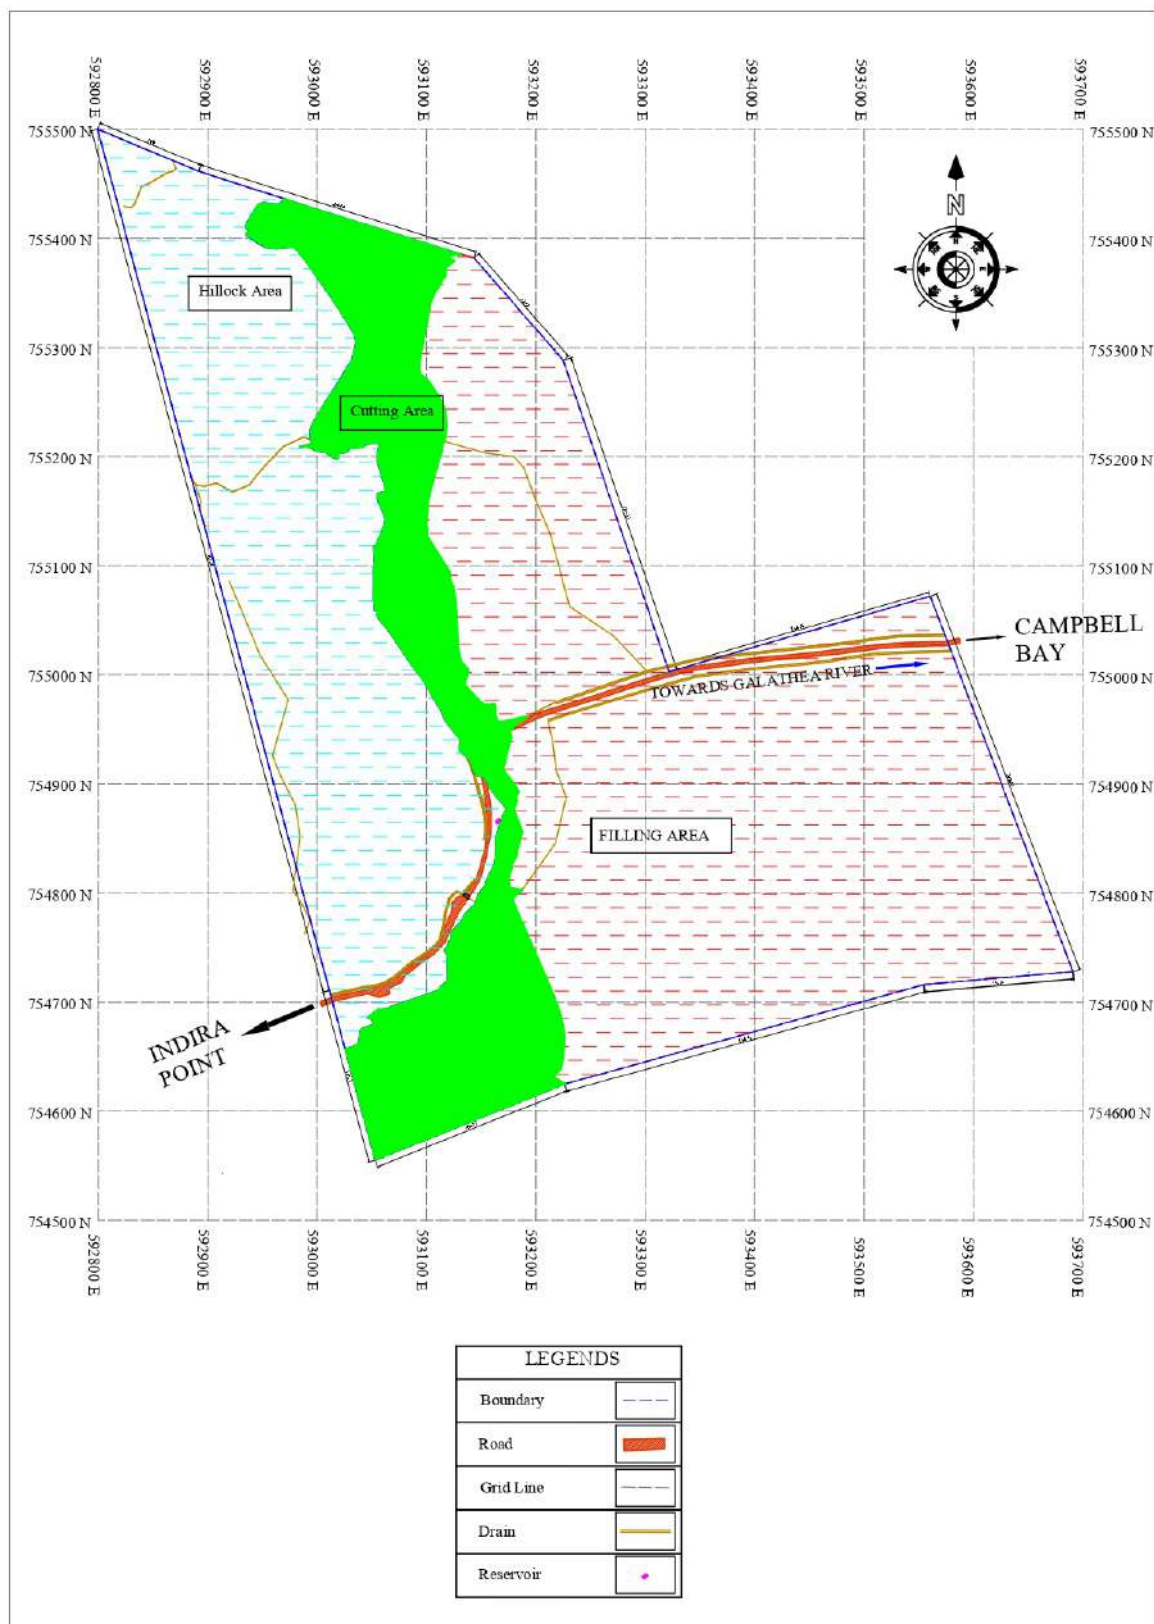 592800 E
592900 E
593000 E
593100 E
593200 E
593300 E
593400 E
593500 E
593600 E
593700 E
755500 N
755500 N
N
755400 N
755400 N
Hillock Area
755300 N
755300 N
Cutting Area
755200 N
755200 N
755100 N
755100 N
CAMPBELL
BAY
755000 N
755000 N
TOWARDS GALATHEA RIVER
754900 N
754900 N
FILLING AREA
754800 N
754800 N
754700 N
754700 N
INDIRA
POINT
754600 N
754600 N
754500 N
754500 N
592800 E
592900 E
593000 E
593100 E
593200 E
593300 E
593400 E
593500 E
593600 E
593700 E
LEGENDS
Boundary
Road
Grid Line
Drain
Reservoir